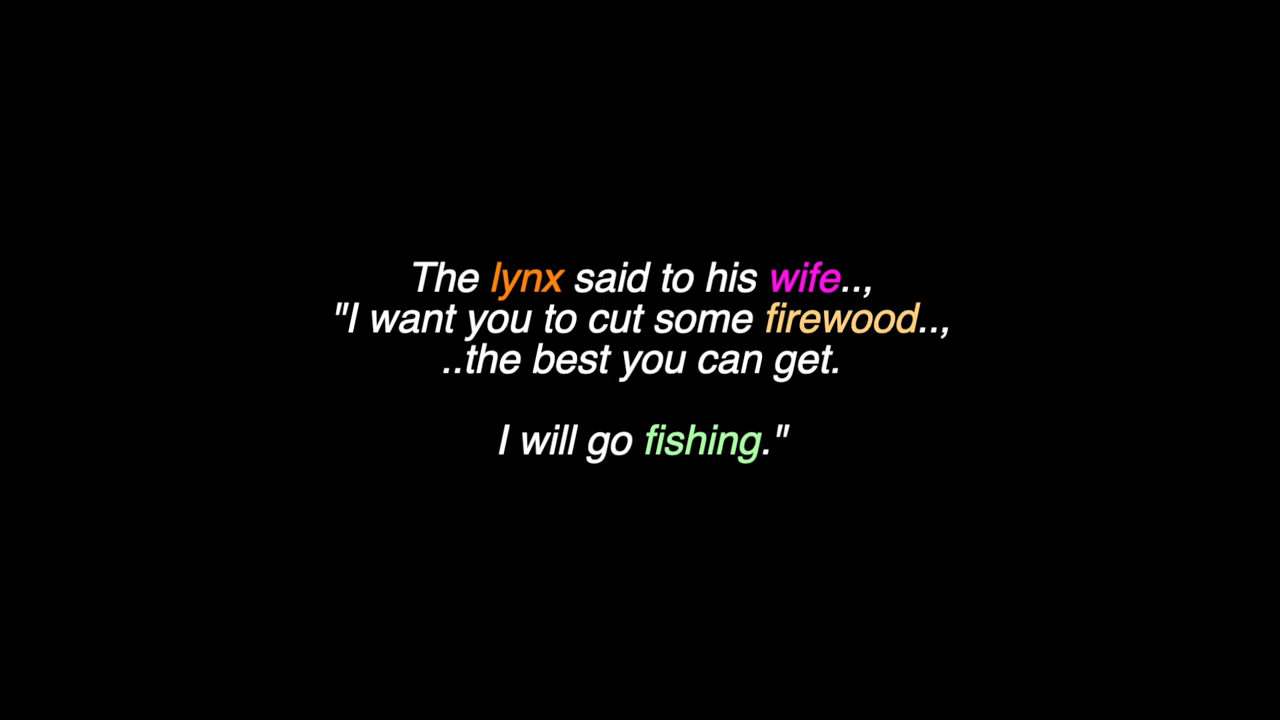 The lynx said to his wife..,
"I want you to cut some firewood..,
..the best you can get.
I will go fishing."